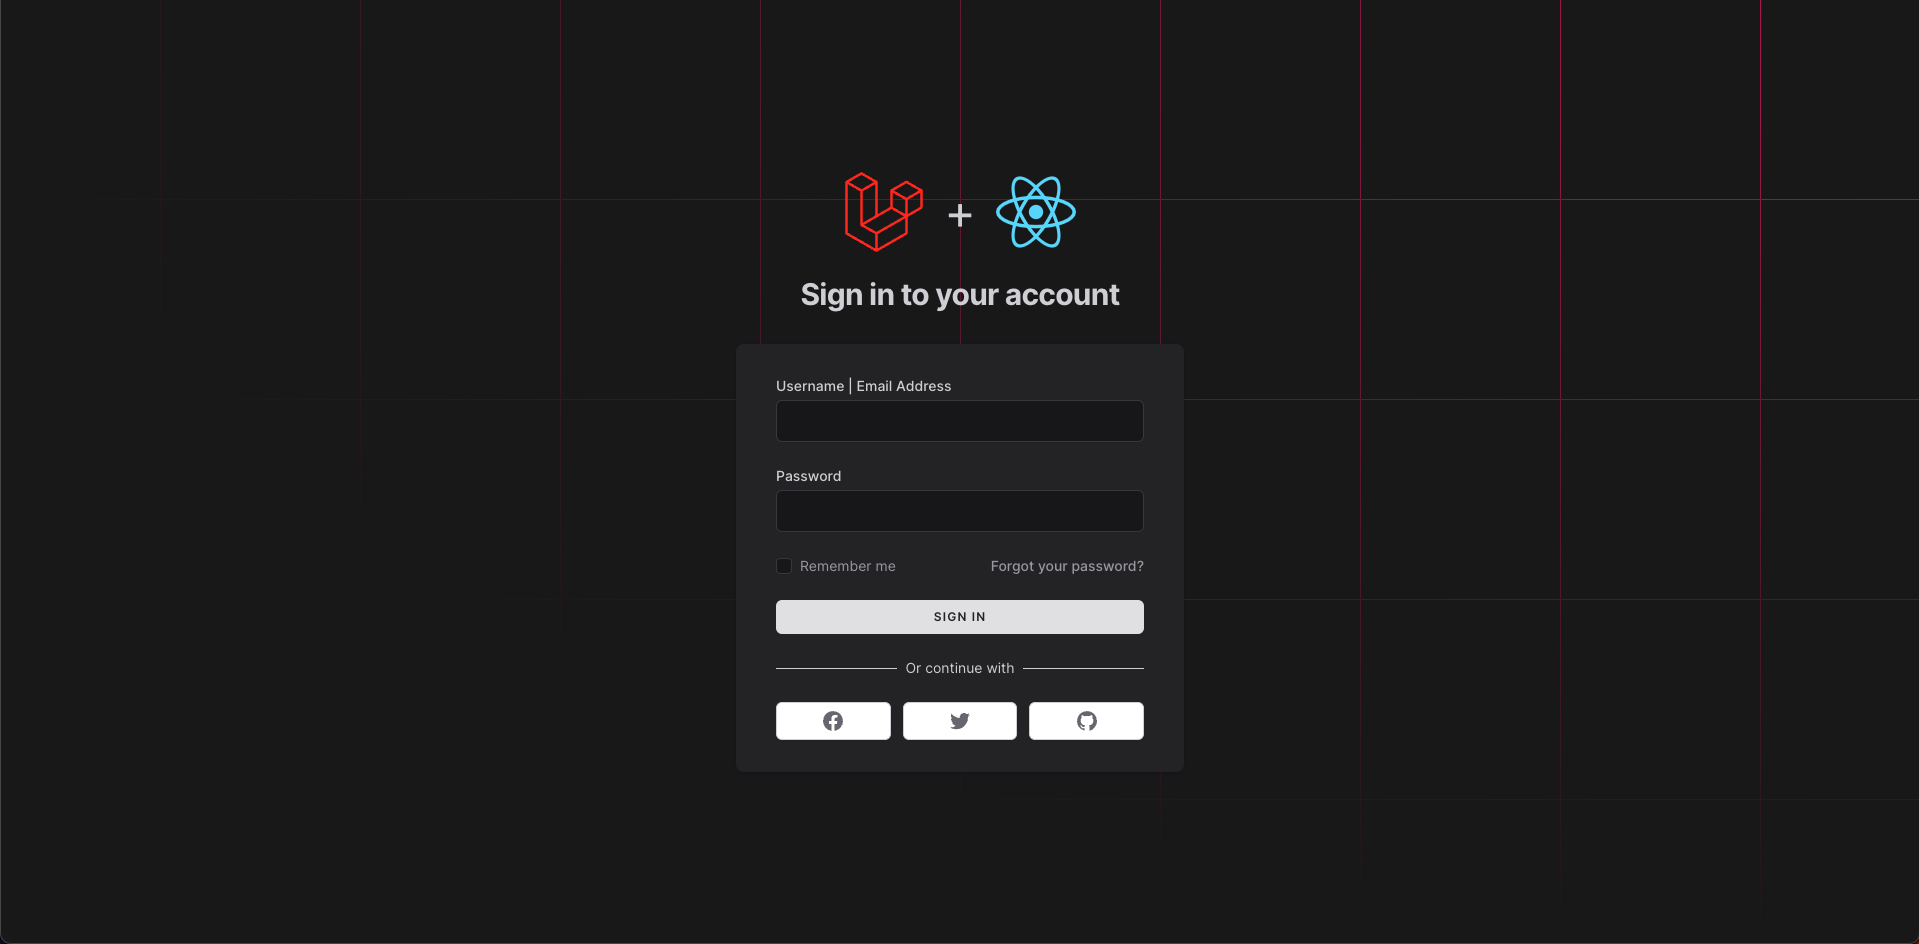 +
Sign in to your account
Username | Email Address
Password
Remember me
Forgot your password?
SIGN IN
Or continue with